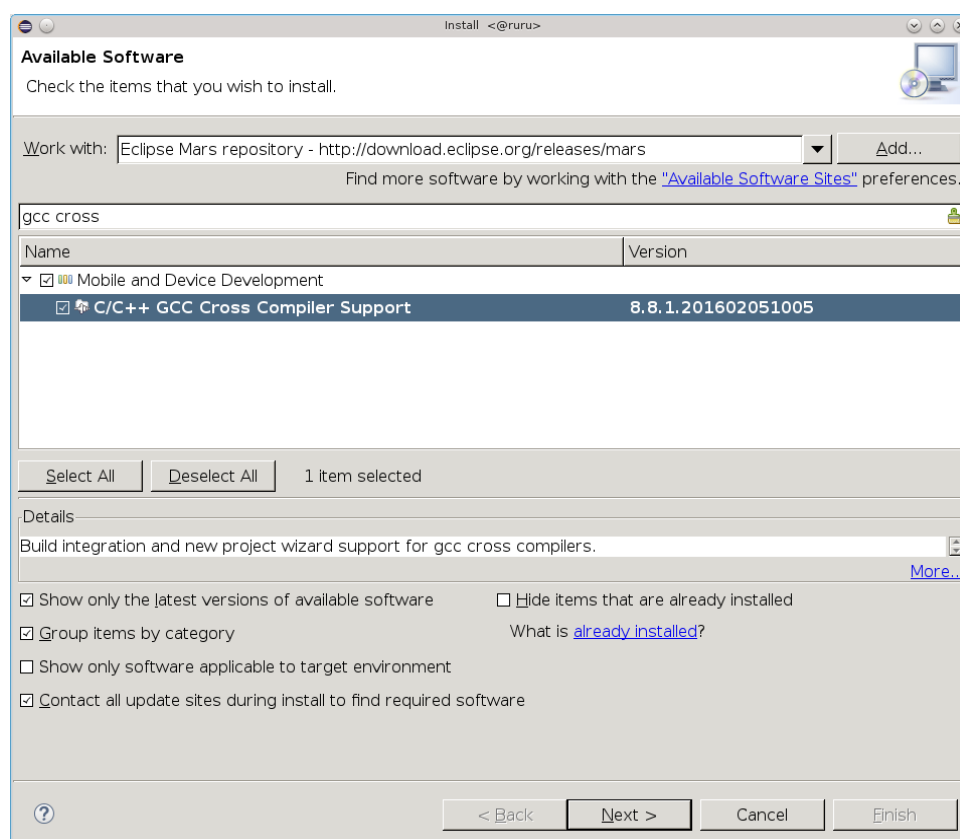 Install <@ruru>
Available Software
Check the items that you wish to install.
Work with: Eclipse Mars repository - http://download.eclipse.org/releases/mars Add...
Find more software by working with the "Available Software Sites" preferences.
gcc cross
Name Version
Mobile and Device Development
C/C++ GCC Cross Compiler Support 8.8.1.201602051005
Select All Deselect All 1 item selected
Details
Build integration and new project wizard support for gcc cross compilers.
More...
Show only the latest versions of available software Hide items that are already installed
Group items by category What is already installed?
Show only software applicable to target environment
Contact all update sites during install to find required software
? < Back Next > Cancel Finish